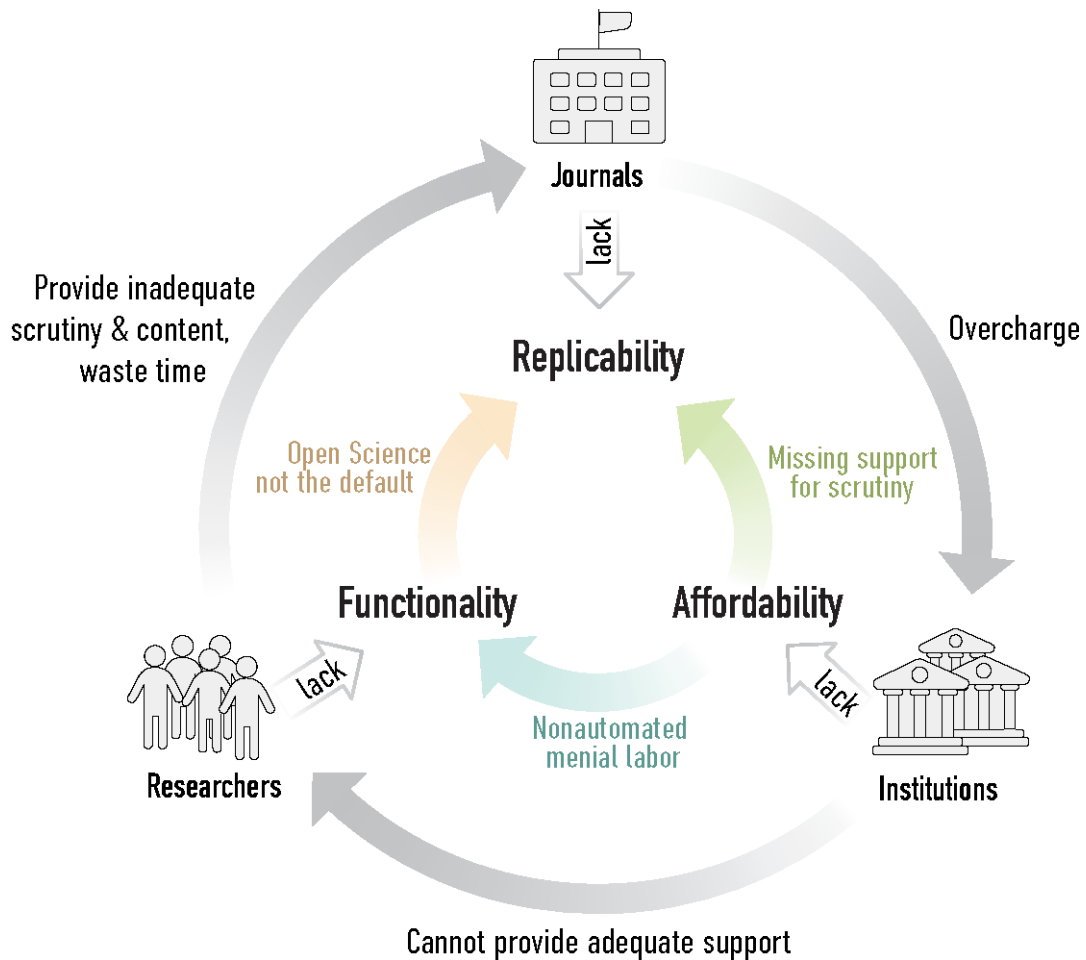 Journals
lack
Provide inadequate
scrutiny & content,
waste time
Overcharge
Replicability
Open Science
not the default
Missing support
for scrutiny
Functionality
Affordability
lack
lack
Nonautomated
menial labor
Researchers
Institutions
Cannot provide adequate support